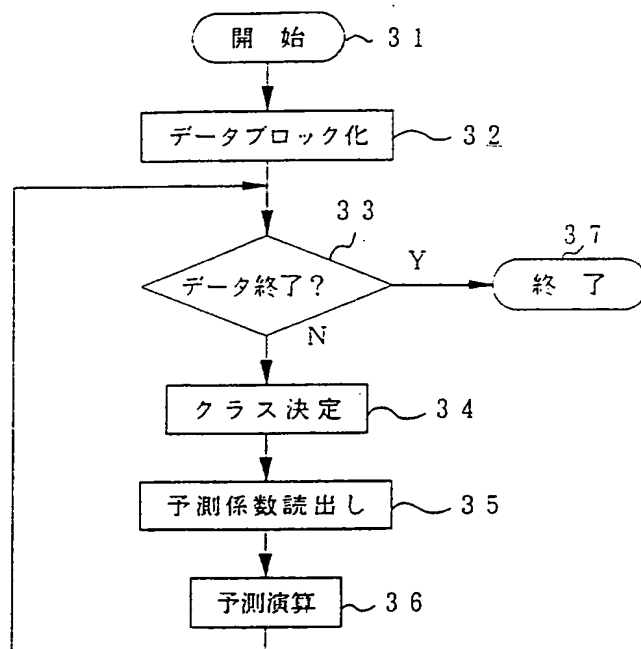 開 始
31
データブロック化
32
33
37
データ終了?
Y
終 了
N
クラス決定
34
予測係数読出し
35
予測演算
36